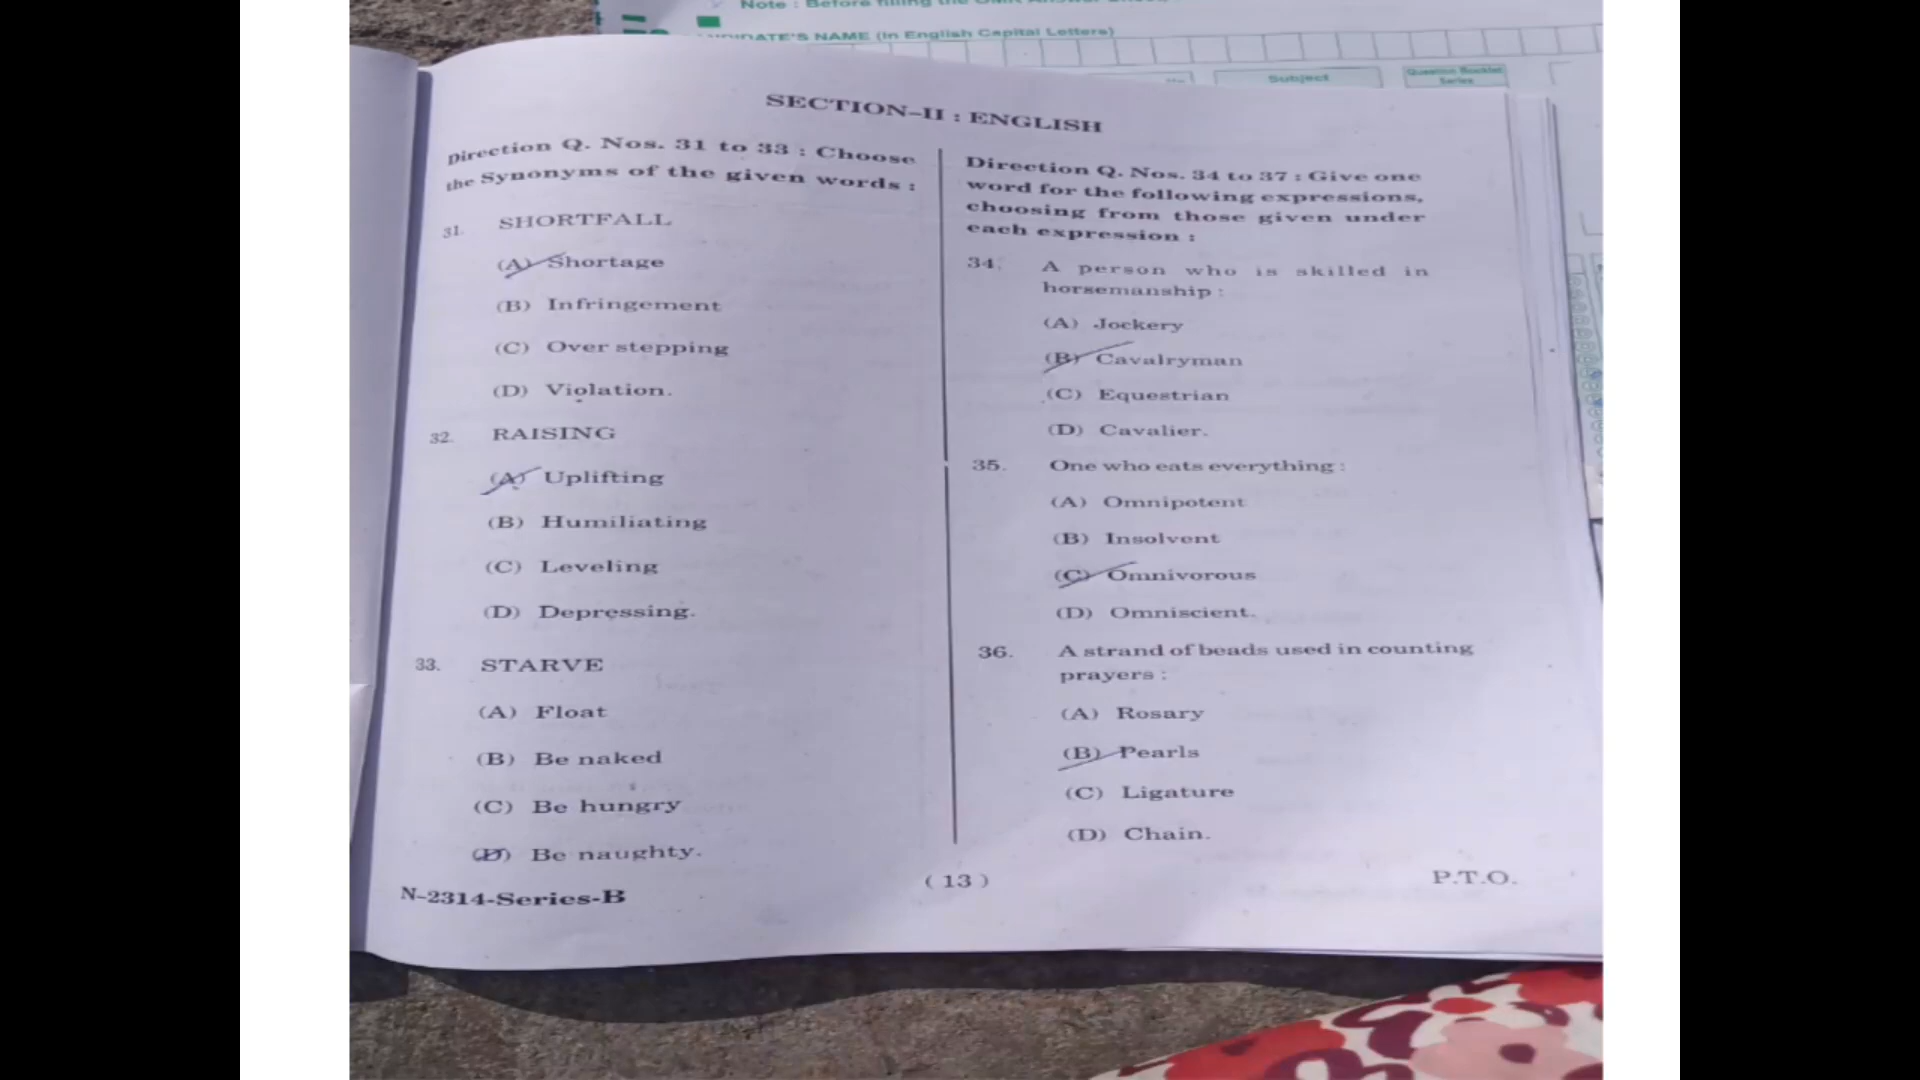 Note : Before filling the OMR Answer Sheet,
CANDIDATE'S NAME (In English Capital Letters)
Subject
Question Booklet
Series
SECTION–II : ENGLISH
Direction Q. Nos. 31 to 33 : Choose
the Synonyms of the given words :
31. SHORTFALL
(A) Shortage
(B) Infringement
(C) Over stepping
(D) Violation.
32. RAISING
(A) Uplifting
(B) Humiliating
(C) Leveling
(D) Depressing.
33. STARVE
(A) Float
(B) Be naked
(C) Be hungry
(D) Be naughty.
Direction Q. Nos. 34 to 37 : Give one
word for the following expressions,
choosing from those given under
each expression :
34. A person who is skilled in
horsemanship :
(A) Jockery
(B) Cavalryman
(C) Equestrian
(D) Cavalier.
35. One who eats everything :
(A) Omnipotent
(B) Insolvent
(C) Omnivorous
(D) Omniscient.
36. A strand of beads used in counting
prayers :
(A) Rosary
(B) Pearls
(C) Ligature
(D) Chain.
N–2314-Series-B
( 13 )
P.T.O.